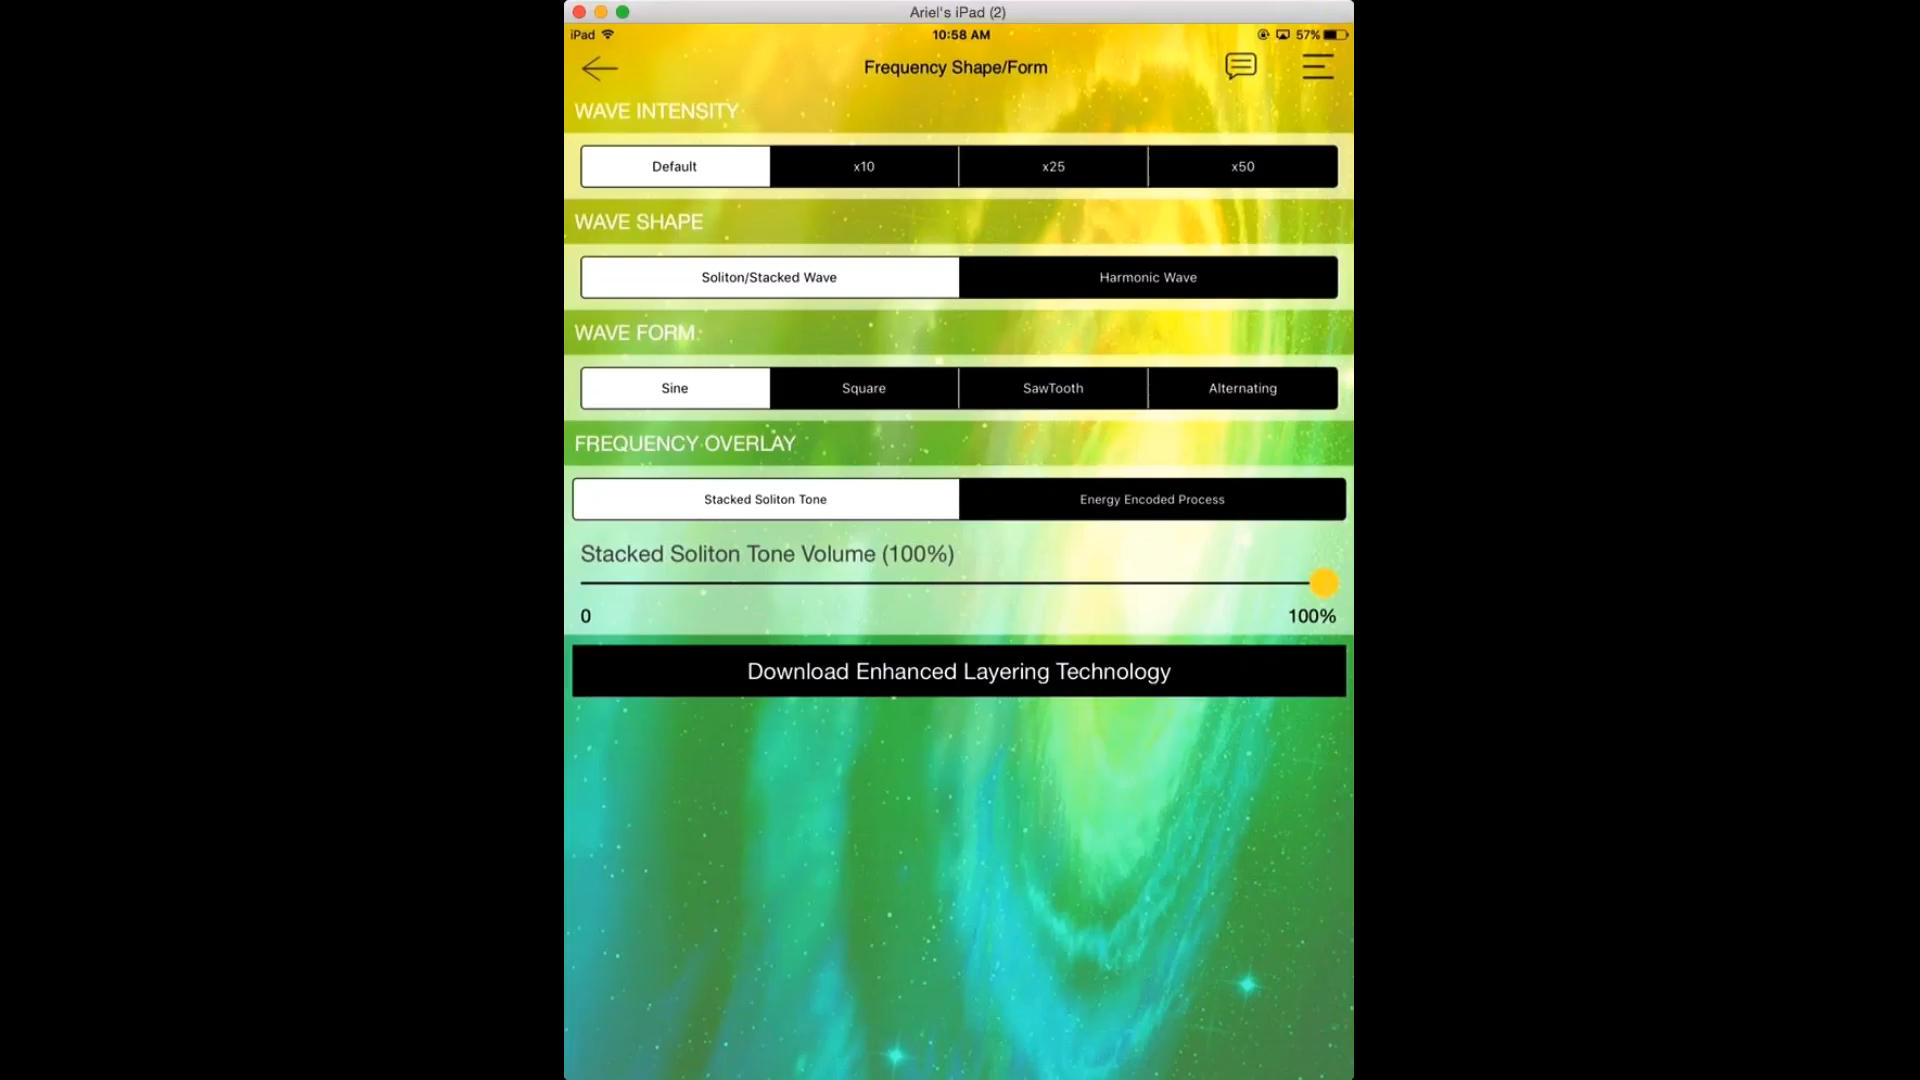 Ariel's iPad (2)
iPad 10:58 AM 57%
Frequency Shape/Form
WAVE INTENSITY
Default x10 x25 x50
WAVE SHAPE
Soliton/Stacked Wave Harmonic Wave
WAVE FORM
Sine Square SawTooth Alternating
FREQUENCY OVERLAY
Stacked Soliton Tone Energy Encoded Process
Stacked Soliton Tone Volume (100%)
0 100%
Download Enhanced Layering Technology